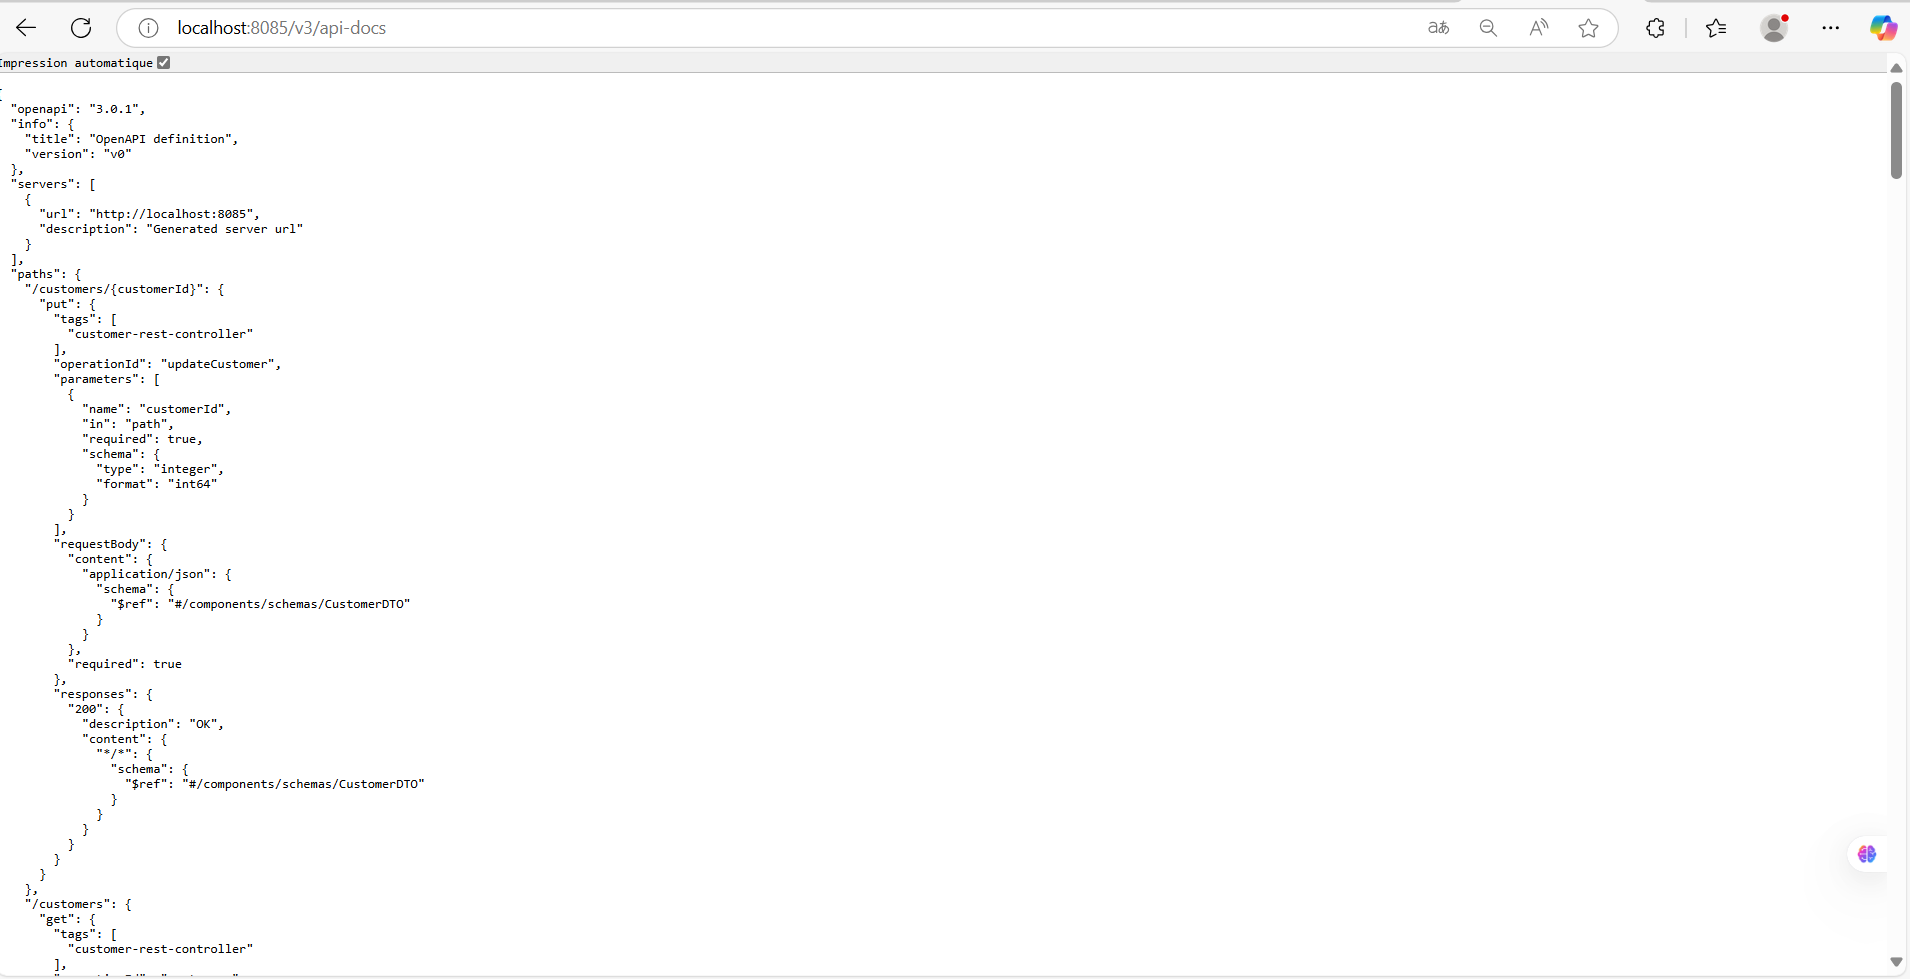 localhost:8085/v3/api-docs
Impression automatique
{
"openapi": "3.0.1",
"info": {
"title": "OpenAPI definition",
"version": "v0"
},
"servers": [
{
"url": "http://localhost:8085",
"description": "Generated server url"
}
],
"paths": {
"/customers/{customerId}": {
"put": {
"tags": [
"customer-rest-controller"
],
"operationId": "updateCustomer",
"parameters": [
{
"name": "customerId",
"in": "path",
"required": true,
"schema": {
"type": "integer",
"format": "int64"
}
}
],
"requestBody": {
"content": {
"application/json": {
"schema": {
"$ref": "#/components/schemas/CustomerDTO"
}
}
},
"required": true
},
"responses": {
"200": {
"description": "OK",
"content": {
"*/*": {
"schema": {
"$ref": "#/components/schemas/CustomerDTO"
}
}
}
}
}
}
},
"/customers": {
"get": {
"tags": [
"customer-rest-controller"
],